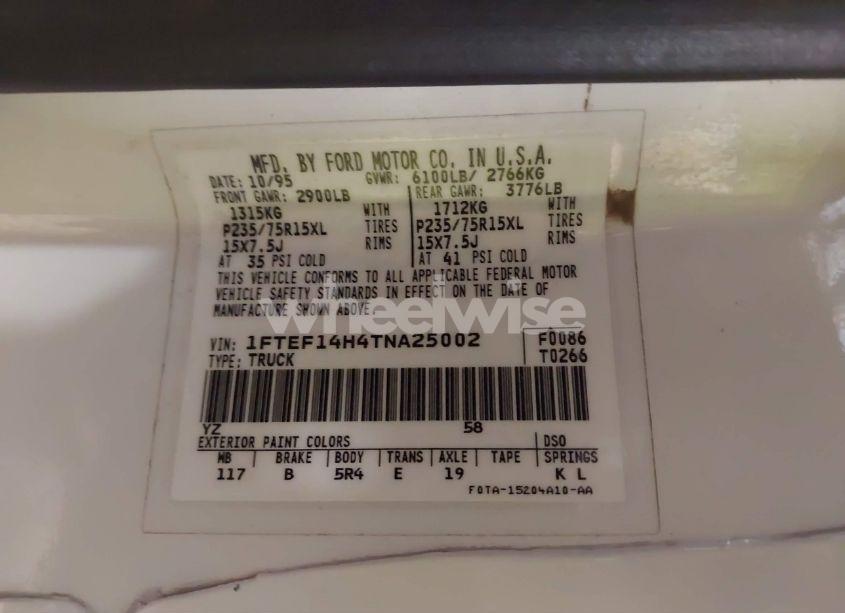 MFD. BY FORD MOTOR CO. IN U.S.A.
DATE: 10/95 GVWR: 6100LB/ 2766KG
FRONT GAWR: 2900LB REAR GAWR: 3776LB
1315KG WITH 1712KG WITH
P235/75R15XL TIRES P235/75R15XL TIRES
15X7.5J RIMS 15X7.5J RIMS
AT 35 PSI COLD AT 41 PSI COLD
THIS VEHICLE CONFORMS TO ALL APPLICABLE FEDERAL MOTOR
VEHICLE SAFETY STANDARDS IN EFFECT ON THE DATE OF
MANUFACTURE SHOWN ABOVE.
wheelwise
VIN: 1FTEF14H4TNA25002 F0086
TYPE: TRUCK T0266
YZ 58
EXTERIOR PAINT COLORS DSO
WB BRAKE BODY TRANS AXLE TAPE SPRINGS
117 B 5R4 E 19 K L
F0TA-15204A10-AA